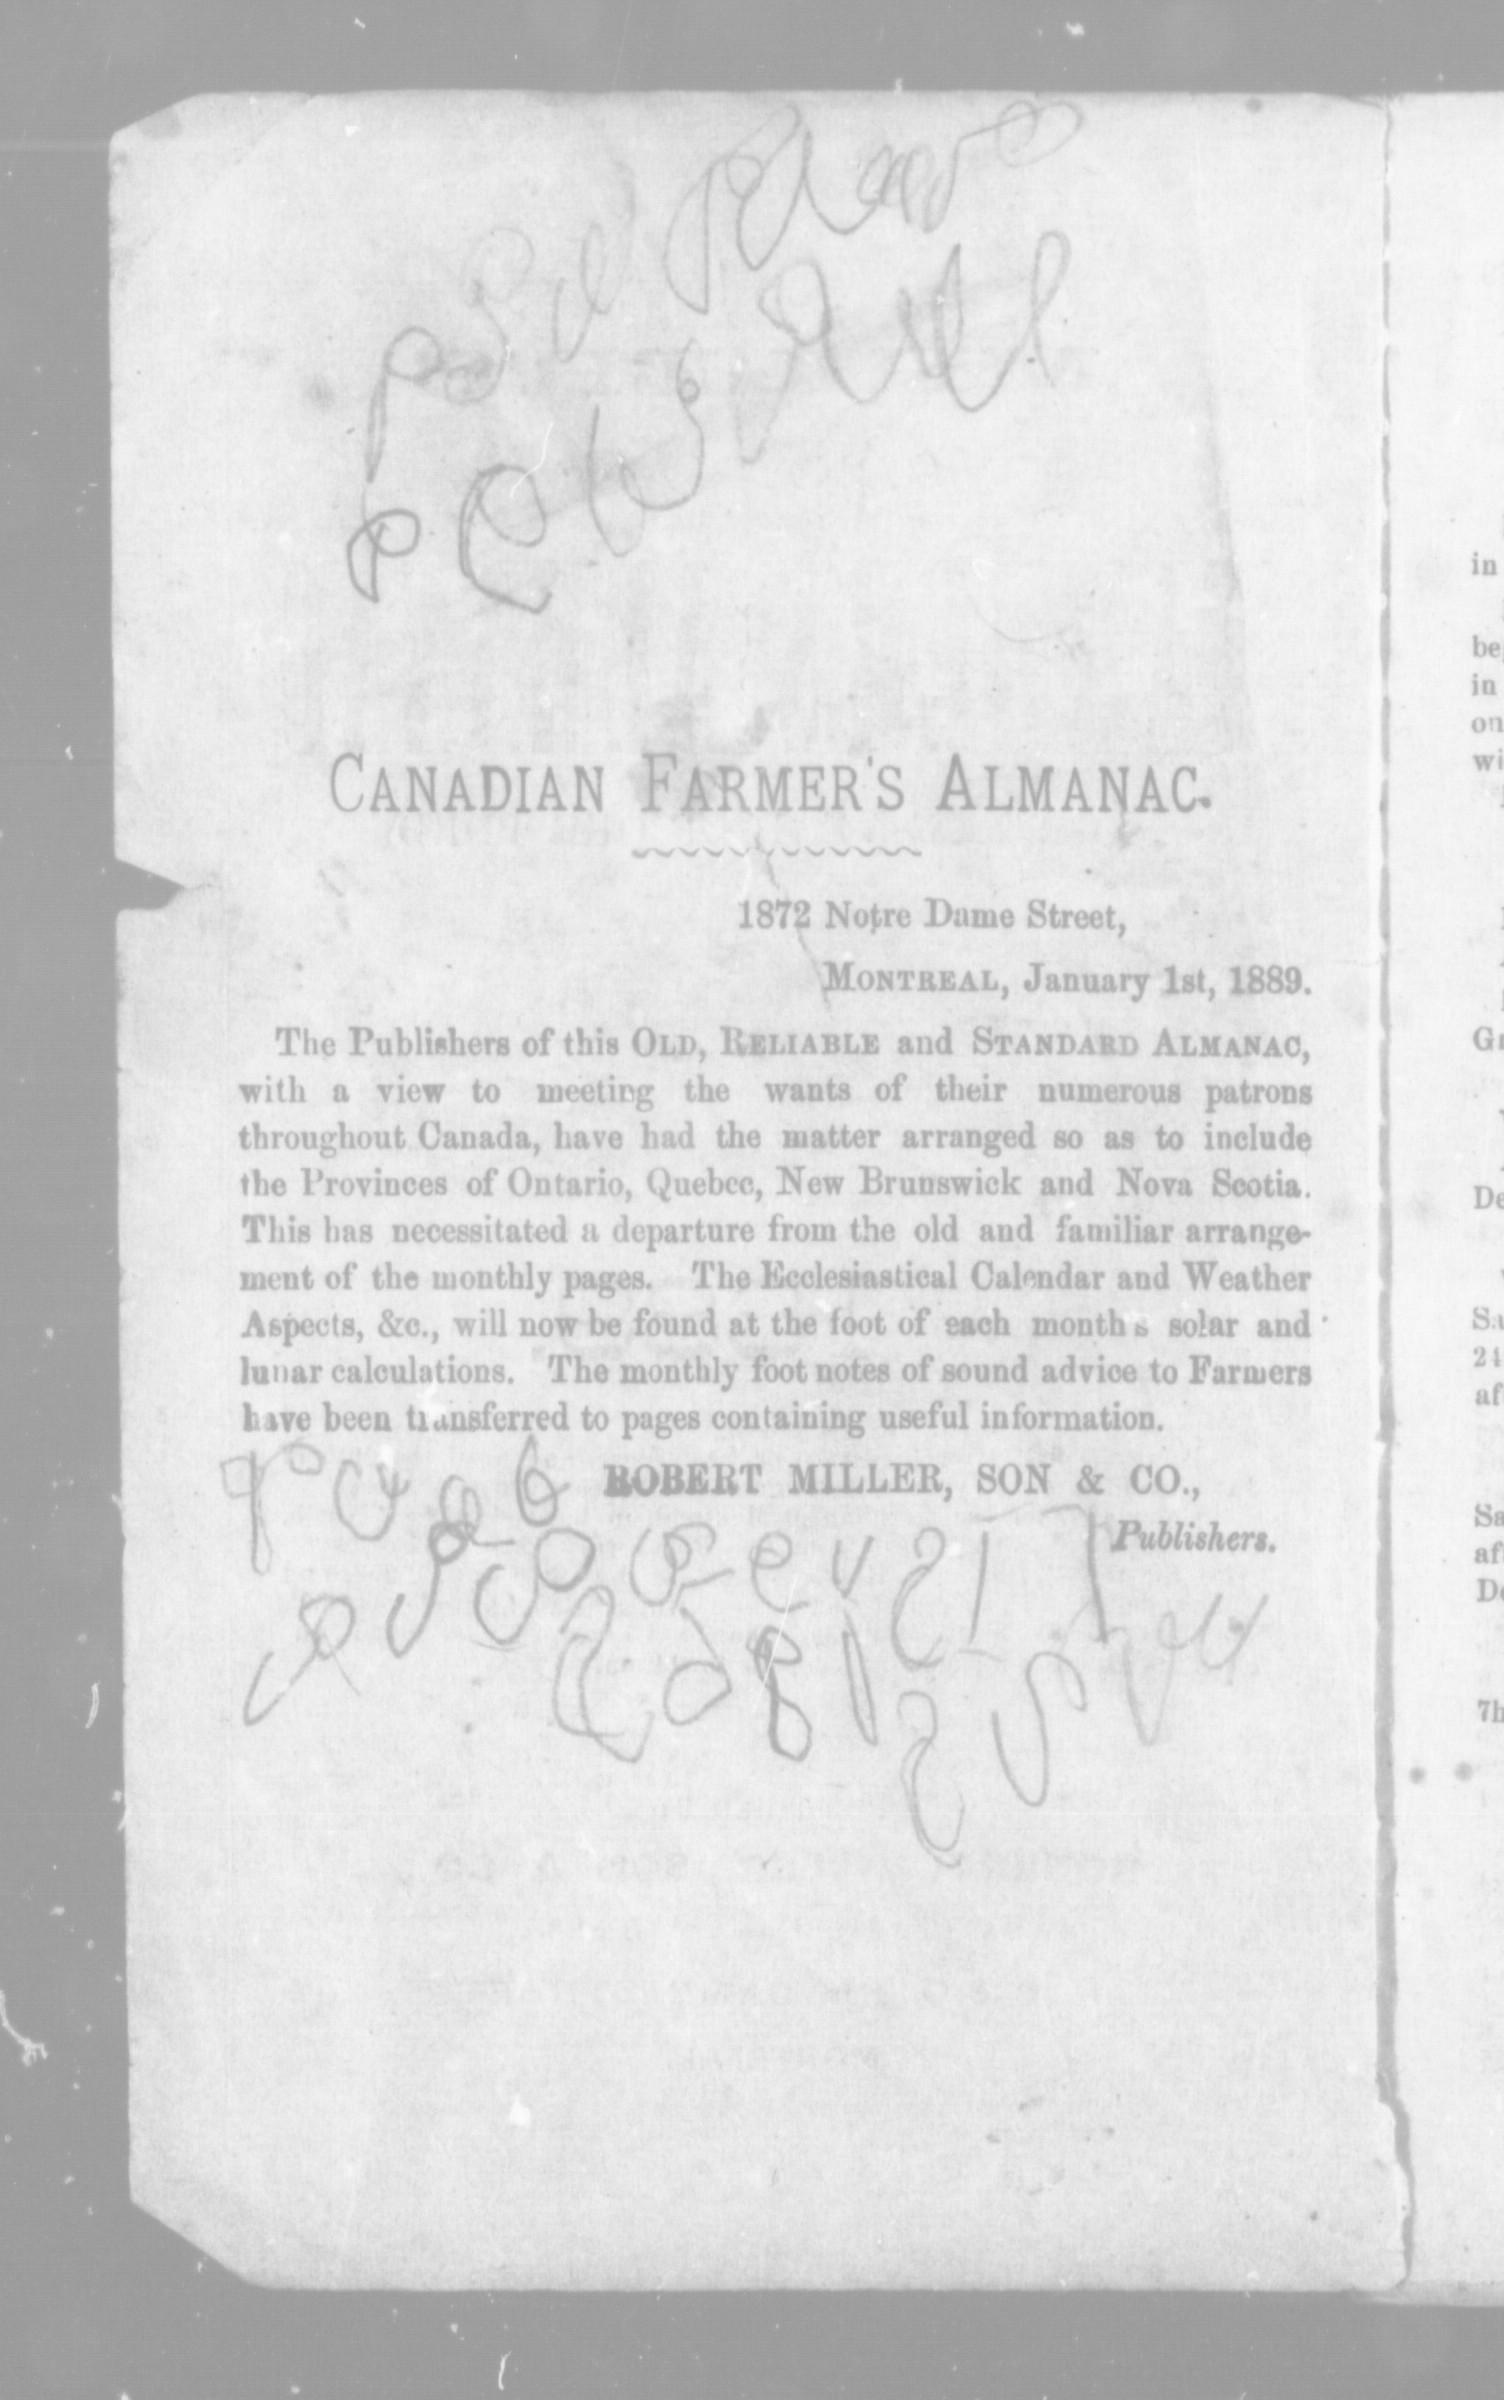 CANADIAN FARMER'S ALMANAC.
1872 Notre Dame Street,
MONTREAL, January 1st, 1889.
The Publishers of this OLD, RELIABLE and STANDARD ALMANAC,
with a view to meeting the wants of their numerous patrons
throughout Canada, have had the matter arranged so as to include
the Provinces of Ontario, Quebec, New Brunswick and Nova Scotia.
This has necessitated a departure from the old and familiar arrange-
ment of the monthly pages. The Ecclesiastical Calendar and Weather
Aspects, &c., will now be found at the foot of each month s solar and
lunar calculations. The monthly foot notes of sound advice to Farmers
have been transferred to pages containing useful information.
ROBERT MILLER, SON & CO.,
Publishers.
in
in